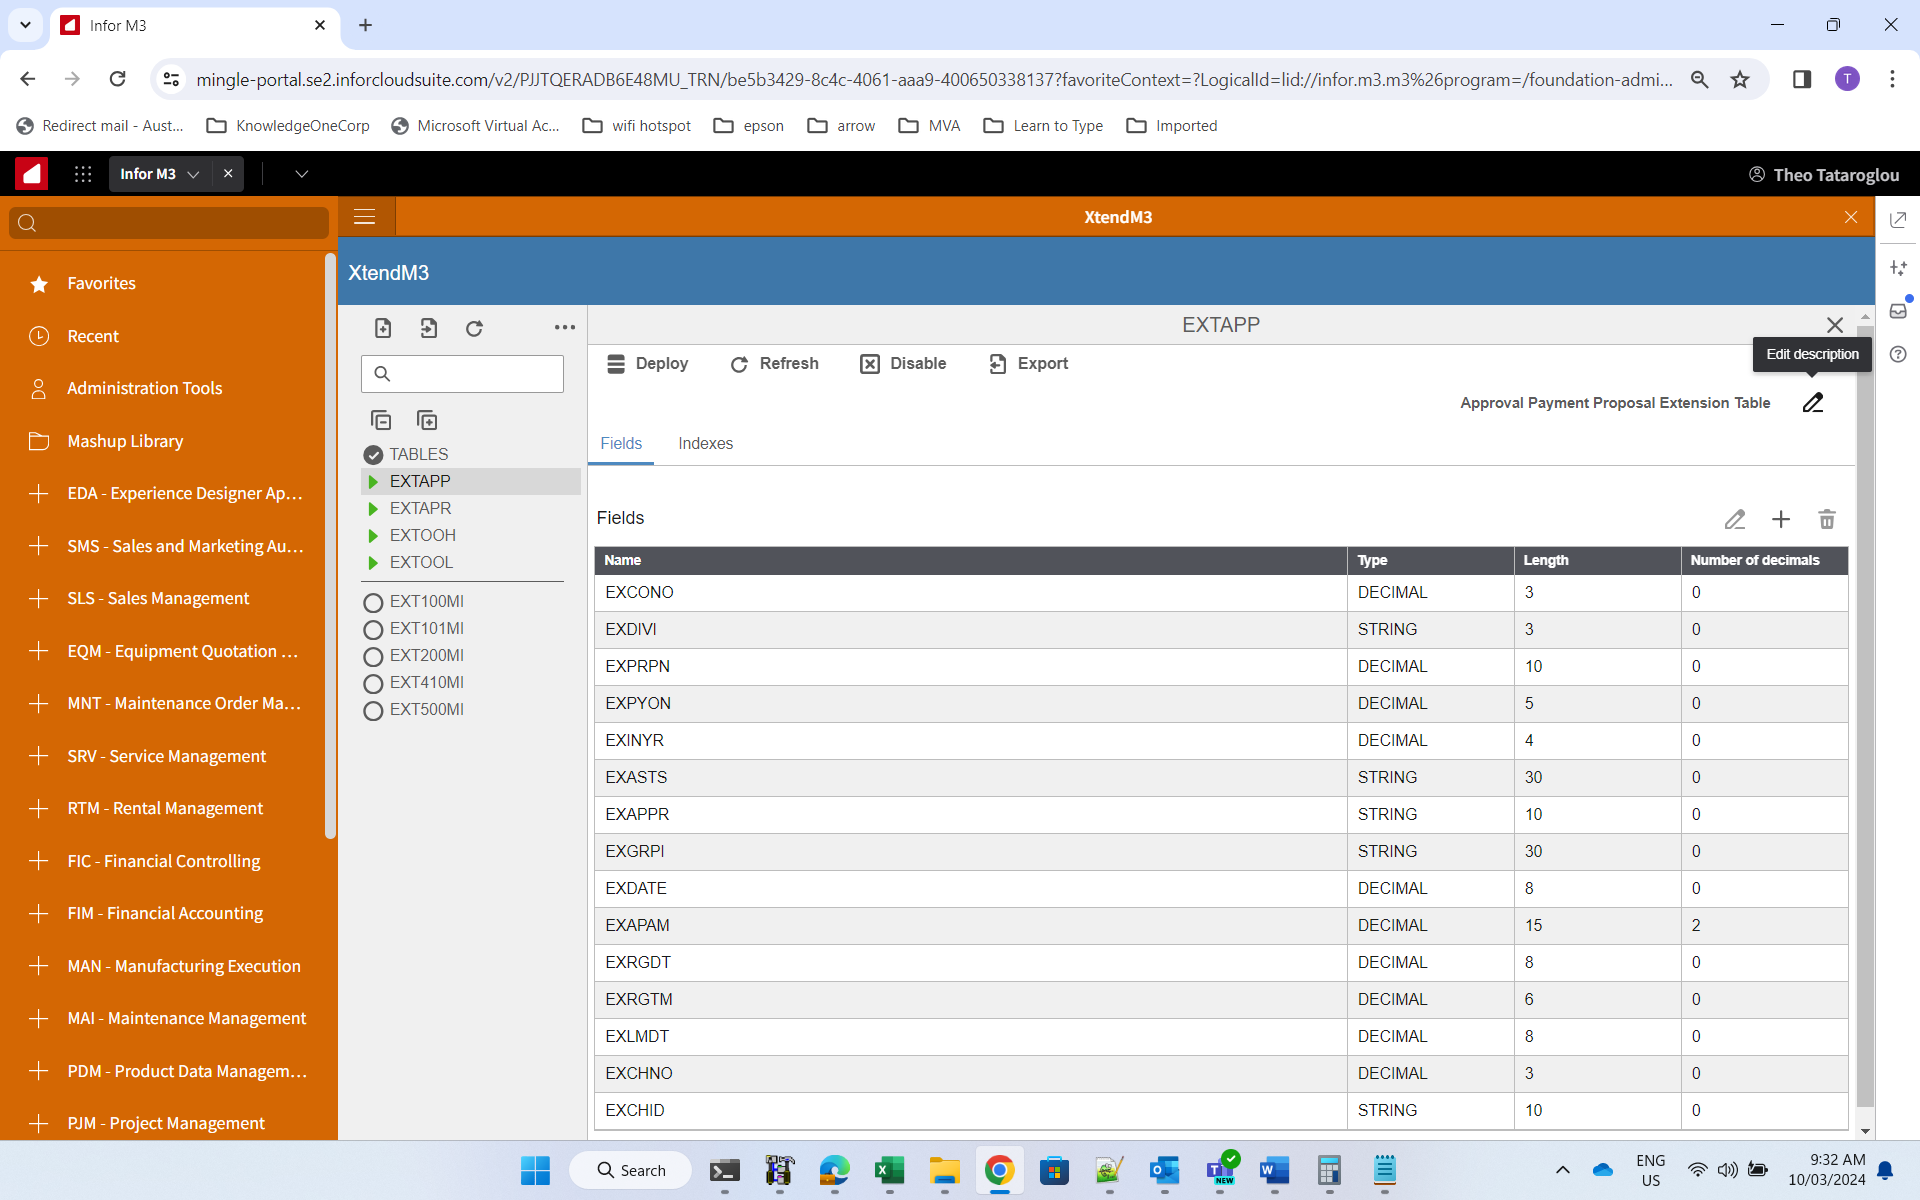 Infor M3
mingle-portal.se2.inforcloudsuite.com/v2/PJJTQERADB6E48MU_TRN/be5b3429-8c4c-4061-aaa9-400650338137?favoriteContext=?LogicalId=lid://infor.m3.m3%26program=/foundation-admi...
T
Redirect mail - Aust...
KnowledgeOneCorp
Microsoft Virtual Ac...
wifi hotspot
epson
arrow
MVA
Learn to Type
Imported
Infor M3
Theo Tataroglou
XtendM3
Favorites
Recent
Administration Tools
Mashup Library
EDA - Experience Designer Ap...
SMS - Sales and Marketing Au...
SLS - Sales Management
EQM - Equipment Quotation ...
MNT - Maintenance Order Ma...
SRV - Service Management
RTM - Rental Management
FIC - Financial Controlling
FIM - Financial Accounting
MAN - Manufacturing Execution
MAI - Maintenance Management
PDM - Product Data Managem...
PJM - Project Management
XtendM3
TABLES
EXTAPP
EXTAPR
EXTOOH
EXTOOL
EXT100MI
EXT101MI
EXT200MI
EXT410MI
EXT500MI
EXTAPP
Deploy Refresh Disable Export
Edit description
Approval Payment Proposal Extension Table
Fields Indexes
Fields
Name Type Length Number of decimals
EXCONO DECIMAL 3 0
EXDIVI STRING 3 0
EXPRPN DECIMAL 10 0
EXPYON DECIMAL 5 0
EXINYR DECIMAL 4 0
EXASTS STRING 30 0
EXAPPR STRING 10 0
EXGRPI STRING 30 0
EXDATE DECIMAL 8 0
EXAPAM DECIMAL 15 2
EXRGDT DECIMAL 8 0
EXRGTM DECIMAL 6 0
EXLMDT DECIMAL 8 0
EXCHNO DECIMAL 3 0
EXCHID STRING 10 0
Search
NEW
ENG
US
9:32 AM
10/03/2024